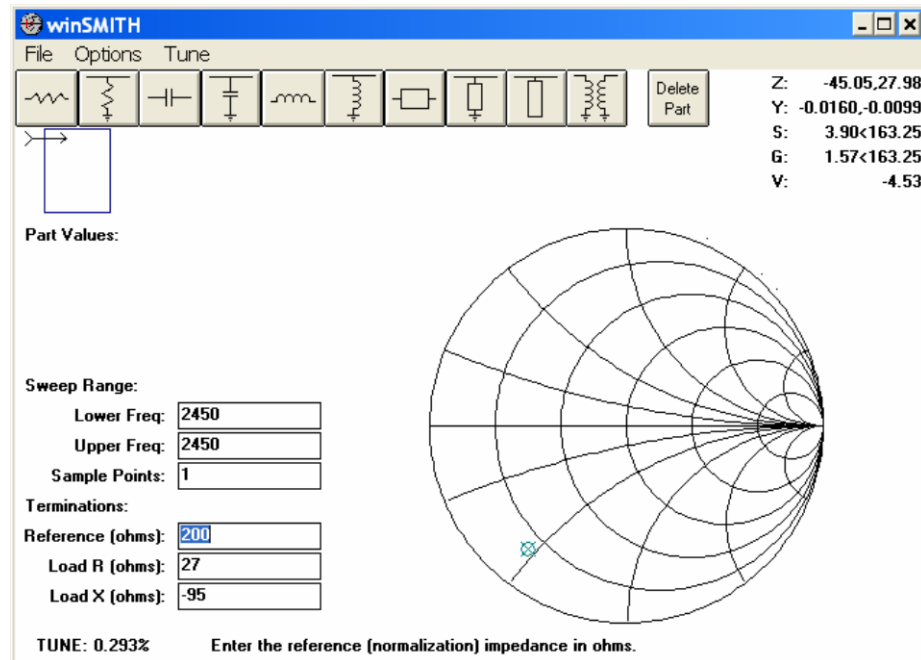 winSMITH
File Options Tune
Delete Part
Z: -45.05,27.98
Y: -0.0160,-0.0099
S: 3.90<163.25
G: 1.57<163.25
V: -4.53
Part Values:
Sweep Range:
Lower Freq: 2450
Upper Freq: 2450
Sample Points: 1
Terminations:
Reference (ohms): 200
Load R (ohms): 27
Load X (ohms): -95
TUNE: 0.293% Enter the reference (normalization) impedance in ohms.